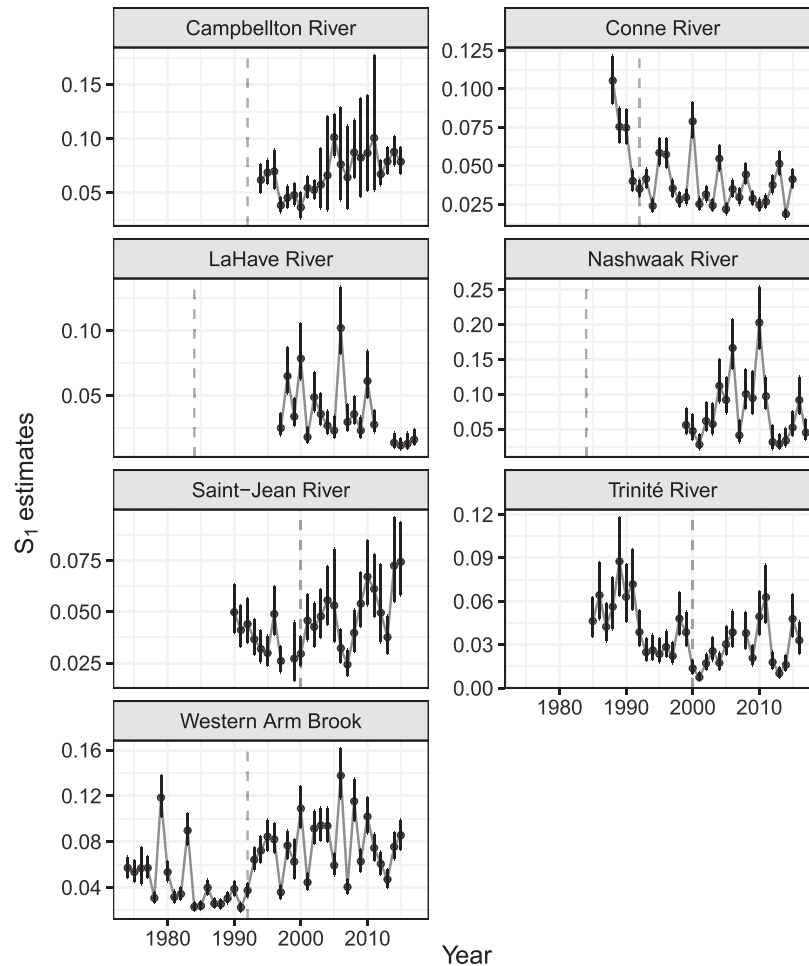 Campbellton River
Conne River
0.15
0.10
0.05
0.125
0.100
0.075
0.050
0.025
LaHave River
Nashwaak River
0.10
0.05
0.25
0.20
0.15
0.10
0.05
Saint−Jean River
Trinité River
0.075
0.050
0.025
0.12
0.09
0.06
0.03
0.00
1980 1990 2000 2010
Western Arm Brook
0.16
0.12
0.08
0.04
1980 1990 2000 2010
S1 estimates
Year